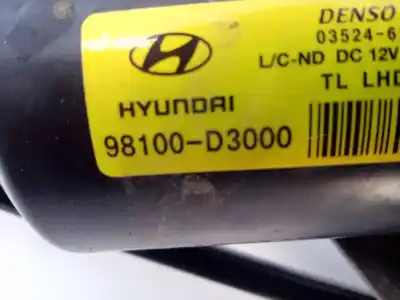 DENSO
03524-6
L/C-ND DC 12V
TL LHD
HYUNDAI
98100-D3000